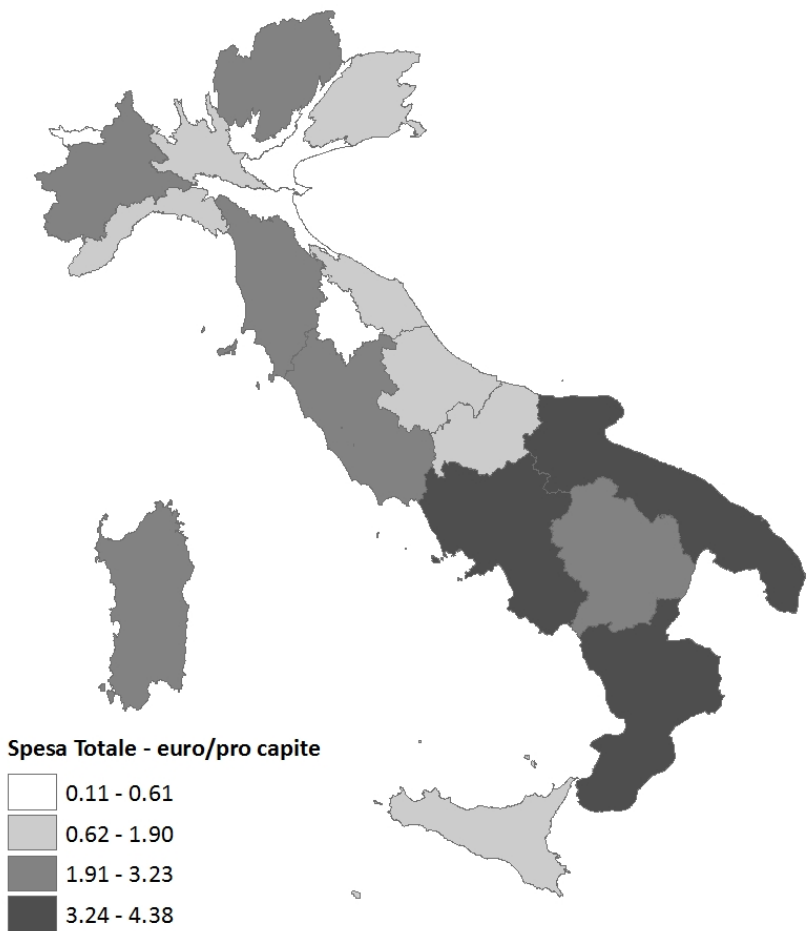 Spesa Totale - euro/pro capite
0.11 - 0.61
0.62 - 1.90
1.91 - 3.23
3.24 - 4.38